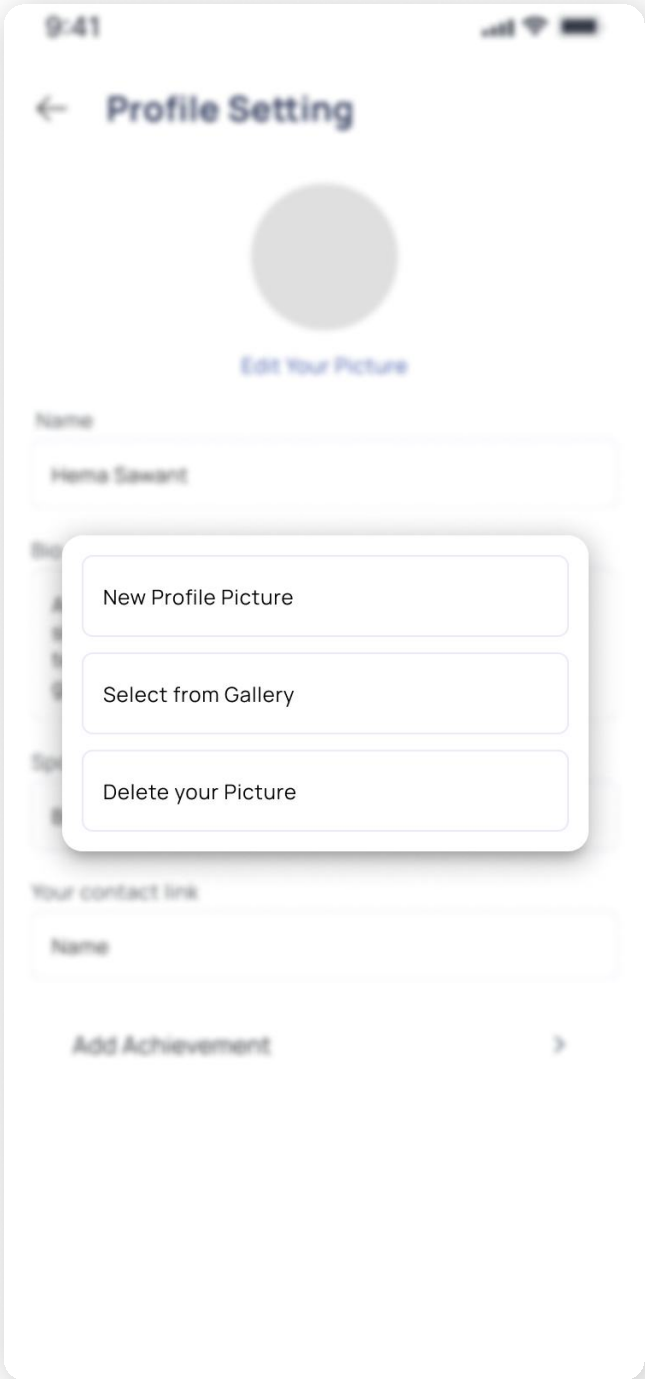 9:41
Profile Setting
Edit Your Picture
Name
Hema Sawant
Bio
New Profile Picture
Select from Gallery
Delete your Picture
Your contact link
Name
Add Achievement